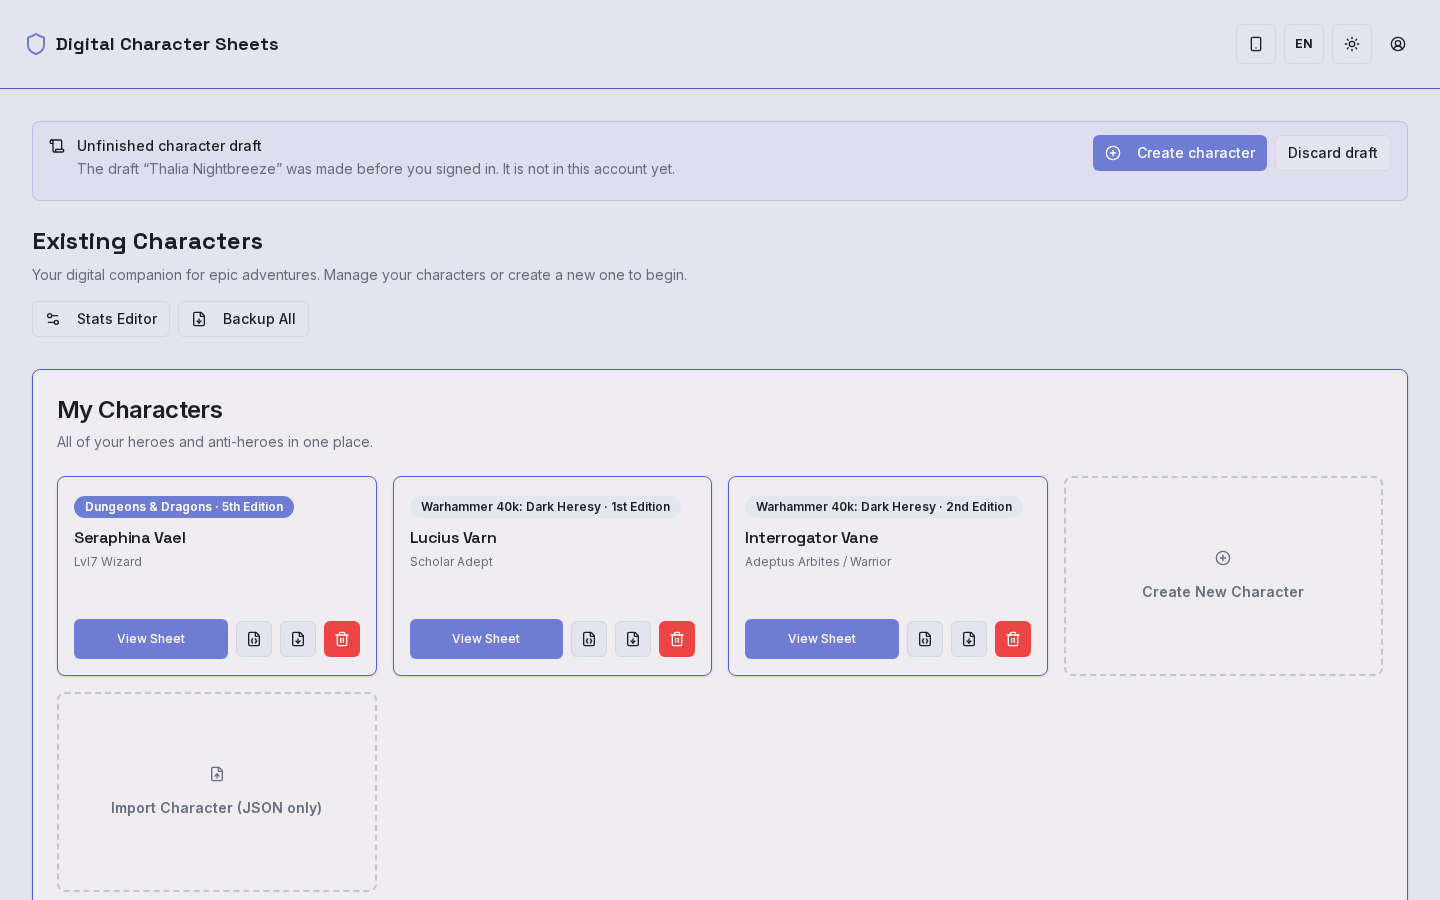 Digital Character Sheets
EN
Unfinished character draft
The draft “Thalia Nightbreeze” was made before you signed in. It is not in this account yet.
Create character
Discard draft
Existing Characters
Your digital companion for epic adventures. Manage your characters or create a new one to begin.
Stats Editor
Backup All
My Characters
All of your heroes and anti-heroes in one place.
Dungeons & Dragons · 5th Edition
Seraphina Vael
Lvl7 Wizard
View Sheet
Warhammer 40k: Dark Heresy · 1st Edition
Lucius Varn
Scholar Adept
View Sheet
Warhammer 40k: Dark Heresy · 2nd Edition
Interrogator Vane
Adeptus Arbites / Warrior
View Sheet
Create New Character
Import Character (JSON only)